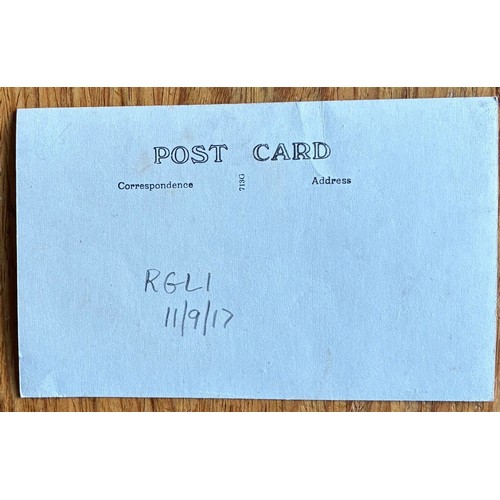 POST CARD
Correspondence 713G Address
RGLI
11/9/17